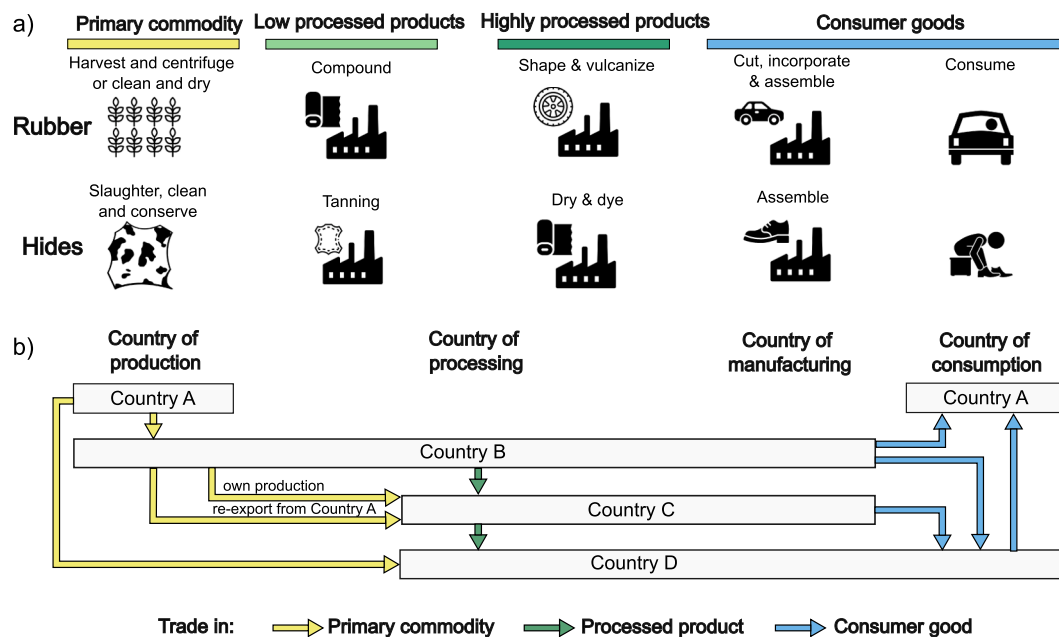 a)
Primary commodity
Low processed products
Highly processed products
Consumer goods
Rubber
Harvest and centrifuge
or clean and dry
Compound
Shape & vulcanize
Cut, incorporate
& assemble
Consume
Hides
Slaughter, clean
and conserve
Tanning
Dry & dye
Assemble
b)
Country of
production
Country of
processing
Country of
manufacturing
Country of
consumption
Country A
Country A
Country B
own production
re-export from Country A
Country C
Country D
Trade in:
Primary commodity
Processed product
Consumer good